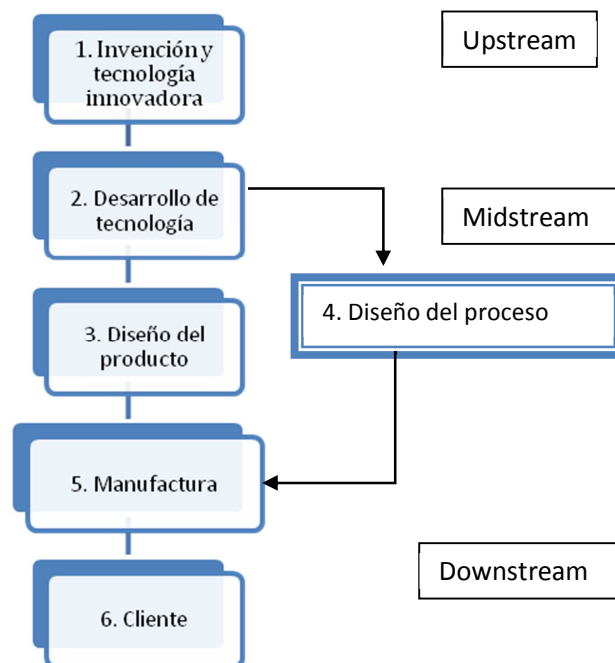 1. Invención y
tecnología
innovadora
Upstream
2. Desarrollo de
tecnología
Midstream
3. Diseño del
producto
4. Diseño del proceso
5. Manufactura
Downstream
6. Cliente